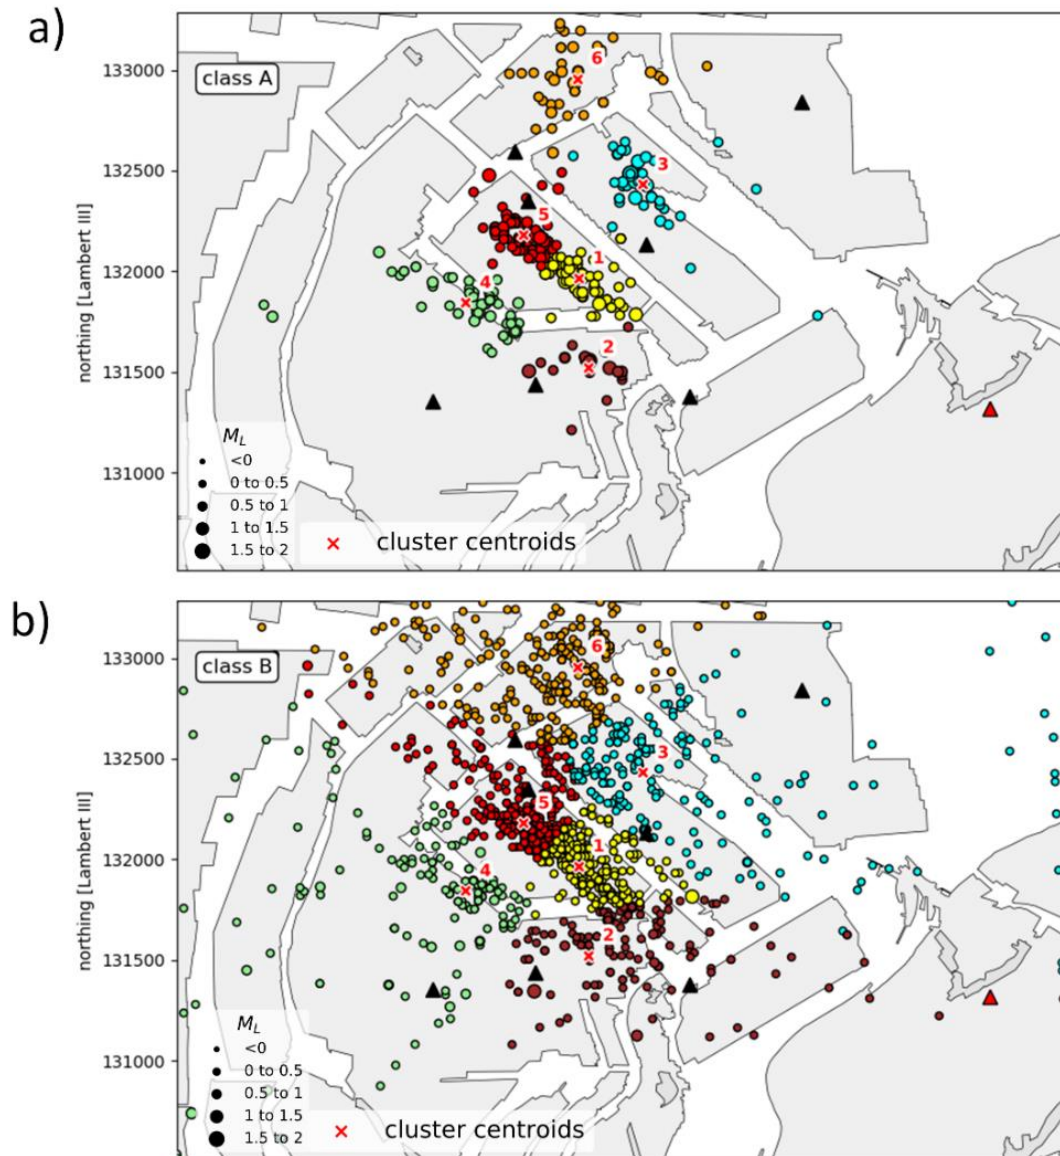 a)
class A
133000
132500
132000
131500
131000
northing [Lambert III]
6
3
5
1
4
2
M_L
<0
0 to 0.5
0.5 to 1
1 to 1.5
1.5 to 2
cluster centroids
b)
class B
133000
132500
132000
131500
131000
northing [Lambert III]
6
3
5
1
4
2
M_L
<0
0 to 0.5
0.5 to 1
1 to 1.5
1.5 to 2
cluster centroids